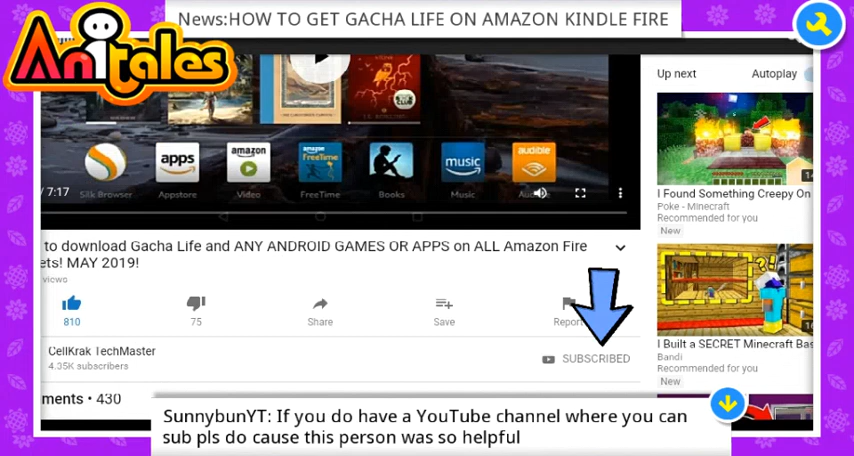 News:HOW TO GET GACHA LIFE ON AMAZON KINDLE FIRE
Anitales
Up next
Autoplay
CLUB
amazon
apps
amazon
FreeTime
music
audible
Silk Browser
Appstore
Video
FreeTime
Books
Music
/ 7:17
I Found Something Creepy On
Poke - Minecraft
Recommended for you
New
to download Gacha Life and ANY ANDROID GAMES OR APPS on ALL Amazon Fire
ets! MAY 2019!
views
810
75
Share
Save
Report
?!
I Built a SECRET Minecraft Bas
Bandi
Recommended for you
New
CellKrak TechMaster
4.35K subscribers
SUBSCRIBED
ments • 430
SunnybunYT: If you do have a YouTube channel where you can
sub pls do cause this person was so helpful